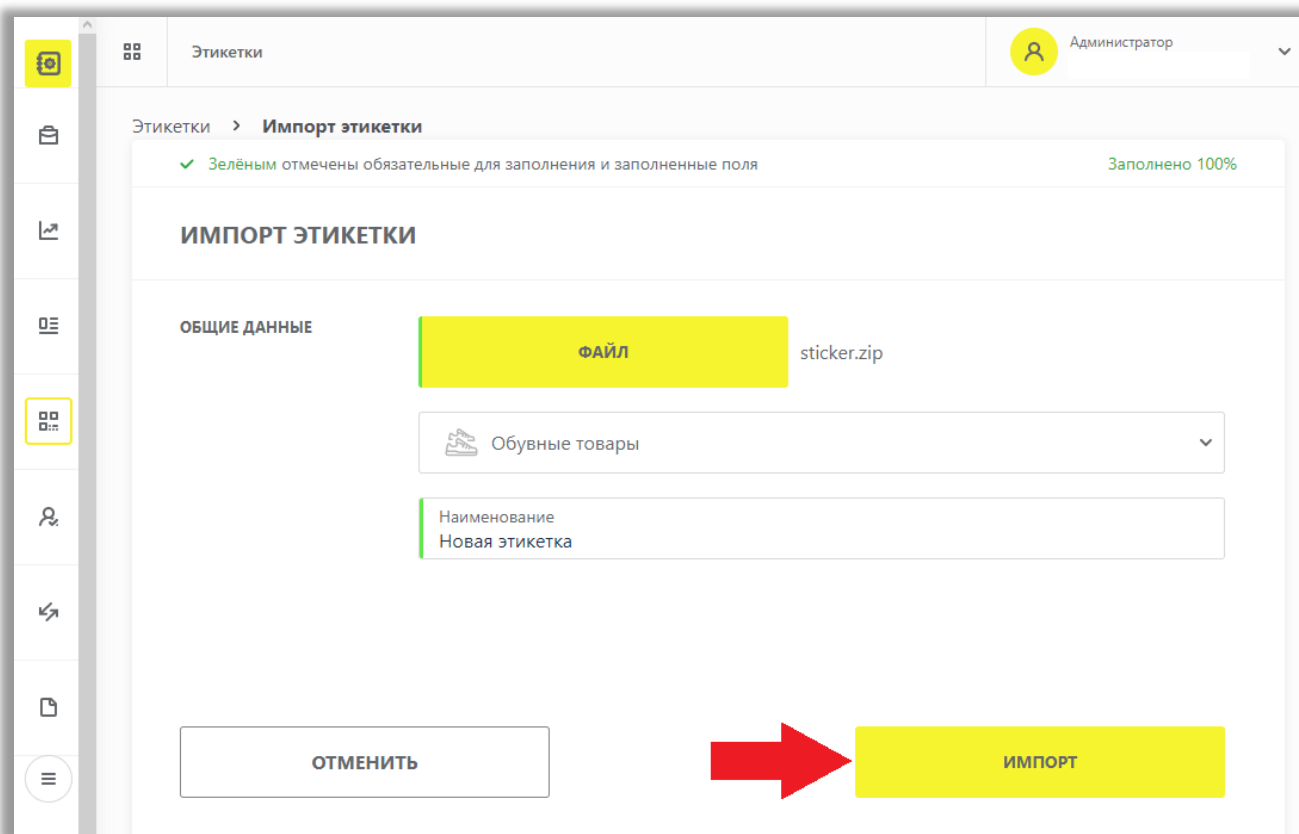 Этикетки
Администратор
Этикетки > Импорт этикетки
Зелёным отмечены обязательные для заполнения и заполненные поля
Заполнено 100%
ИМПОРТ ЭТИКЕТКИ
ОБЩИЕ ДАННЫЕ
ФАЙЛ
sticker.zip
Обувные товары
Наименование
Новая этикетка
ОТМЕНИТЬ
ИМПОРТ